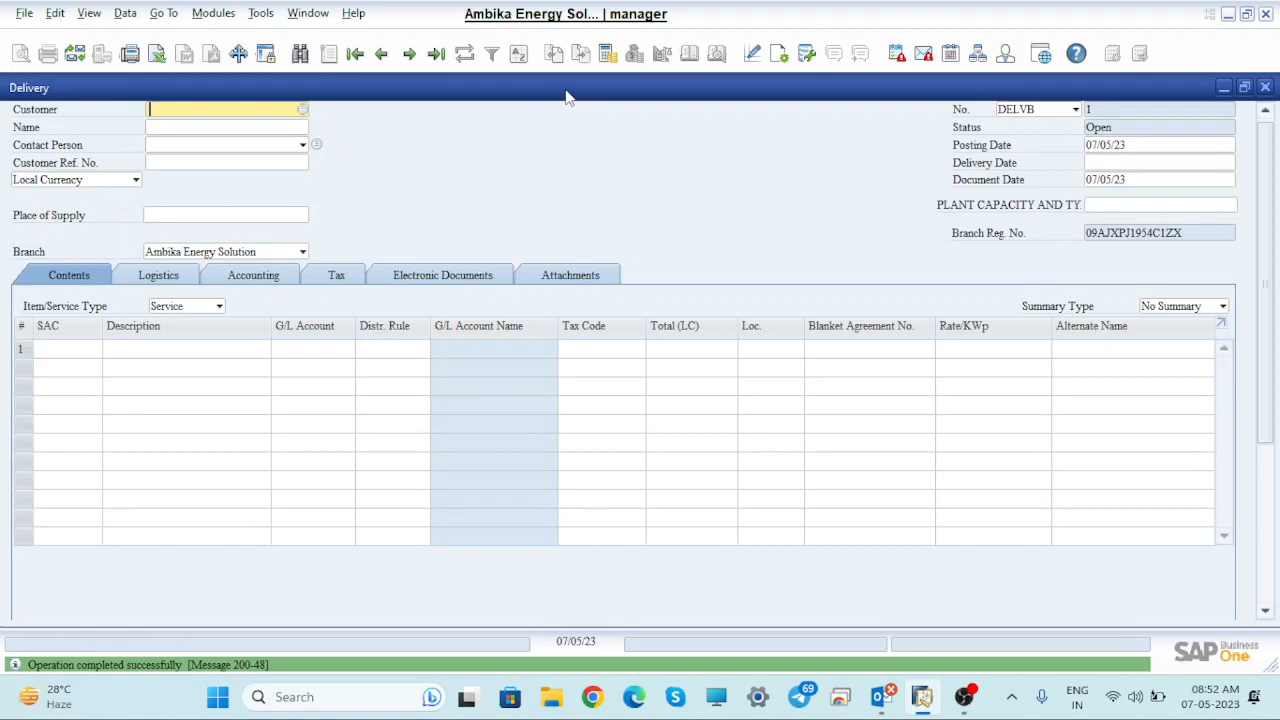 File Edit View Data Go To Modules Tools Window Help Ambika Energy Sol... | manager
Delivery
Customer
Name
Contact Person
Customer Ref. No.
Local Currency
Place of Supply
Branch Ambika Energy Solution
No. DELVB 1
Status Open
Posting Date 07/05/23
Delivery Date
Document Date 07/05/23
PLANT CAPACITY AND TY
Branch Reg. No. 09AJXPJ1954C1ZX
Contents Logistics Accounting Tax Electronic Documents Attachments
Item/Service Type Service Summary Type No Summary
# SAC Description G/L Account Distr. Rule G/L Account Name Tax Code Total (LC) Loc. Blanket Agreement No. Rate/KWp Alternate Name
1
07/05/23
SAP Business One
Operation completed successfully [Message 200-48]
28°C
Haze
Search
69
ENG
IN
08:52 AM
07-05-2023